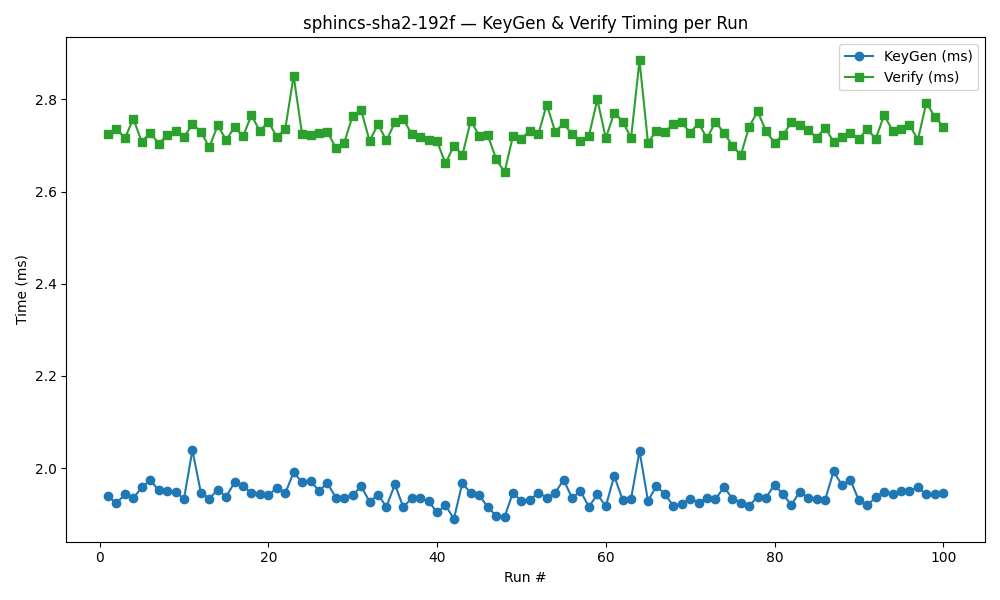 sphincs-sha2-192f — KeyGen & Verify Timing per Run
KeyGen (ms)
Verify (ms)
Time (ms)
2.8
2.6
2.4
2.2
2.0
0
20
40
60
80
100
Run #